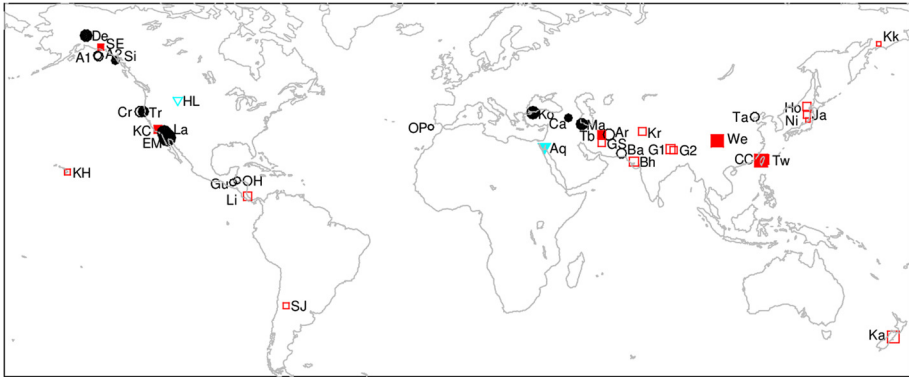 De
SE
A1
A2
Si
Kk
HL
Cr
Tr
Ho
Ni
Ja
Ta
KC
La
EM
OP
Ko
Ca
Ma
Tb
Ar
Kr
We
GS
Ba
G1
G2
Aq
Bh
CC
Tw
KH
Gu
OH
Li
SJ
Ka